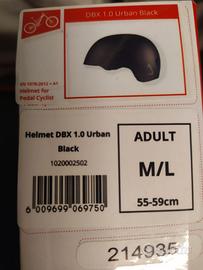 DBX 1.0 Urban Black
EN 1078:2012 + A1
Helmet for
Pedal Cyclist
Helmet DBX 1.0 Urban
Black
1020002502
6 009699 069750
ADULT
M/L
55-59cm
214935